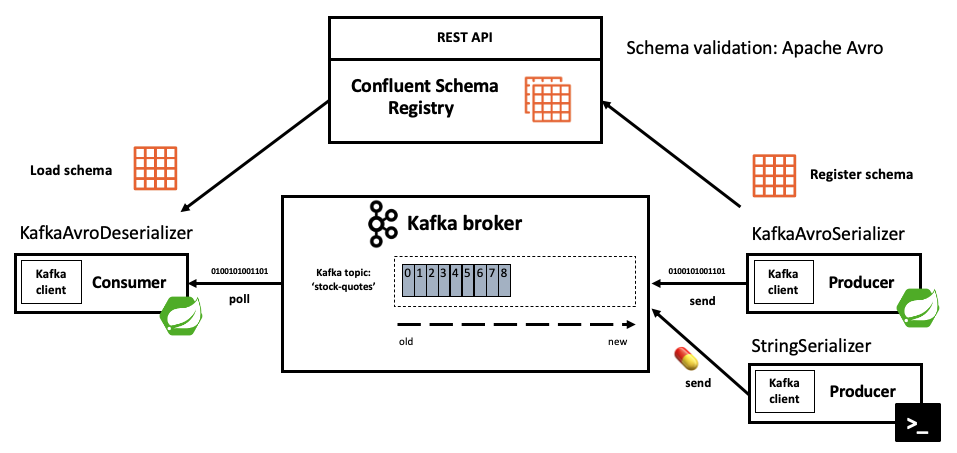 REST API
Schema validation: Apache Avro
Confluent Schema
Registry
Load schema
Register schema
KafkaAvroDeserializer
Kafka broker
KafkaAvroSerializer
Kafka
client
Consumer
0100101001101
poll
Kafka topic:
‘stock-quotes’
0 1 2 3 4 5 6 7 8
old
new
0100101001101
send
Kafka
client
Producer
StringSerializer
send
Kafka
client
Producer
>_